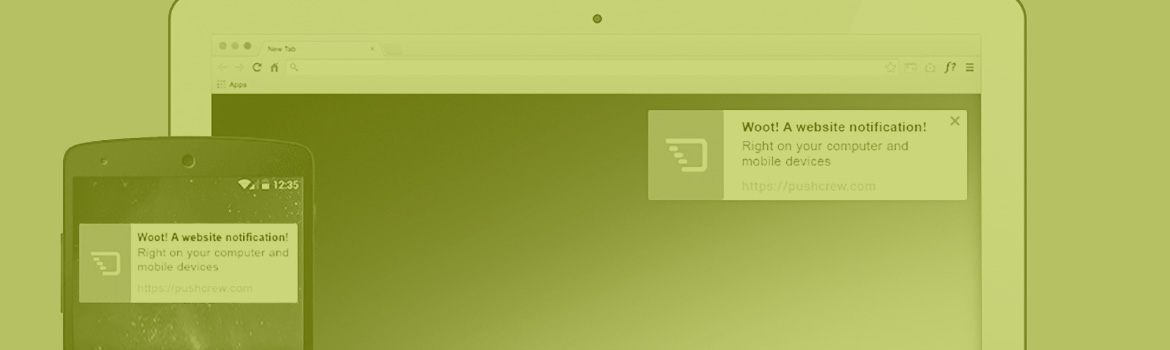 New Tab
f?
Apps
Woot! A website notification!
Right on your computer and
mobile devices
https://pushcrew.com
12:35
Woot! A website notification!
Right on your computer and
mobile devices
https://pushcrew.com